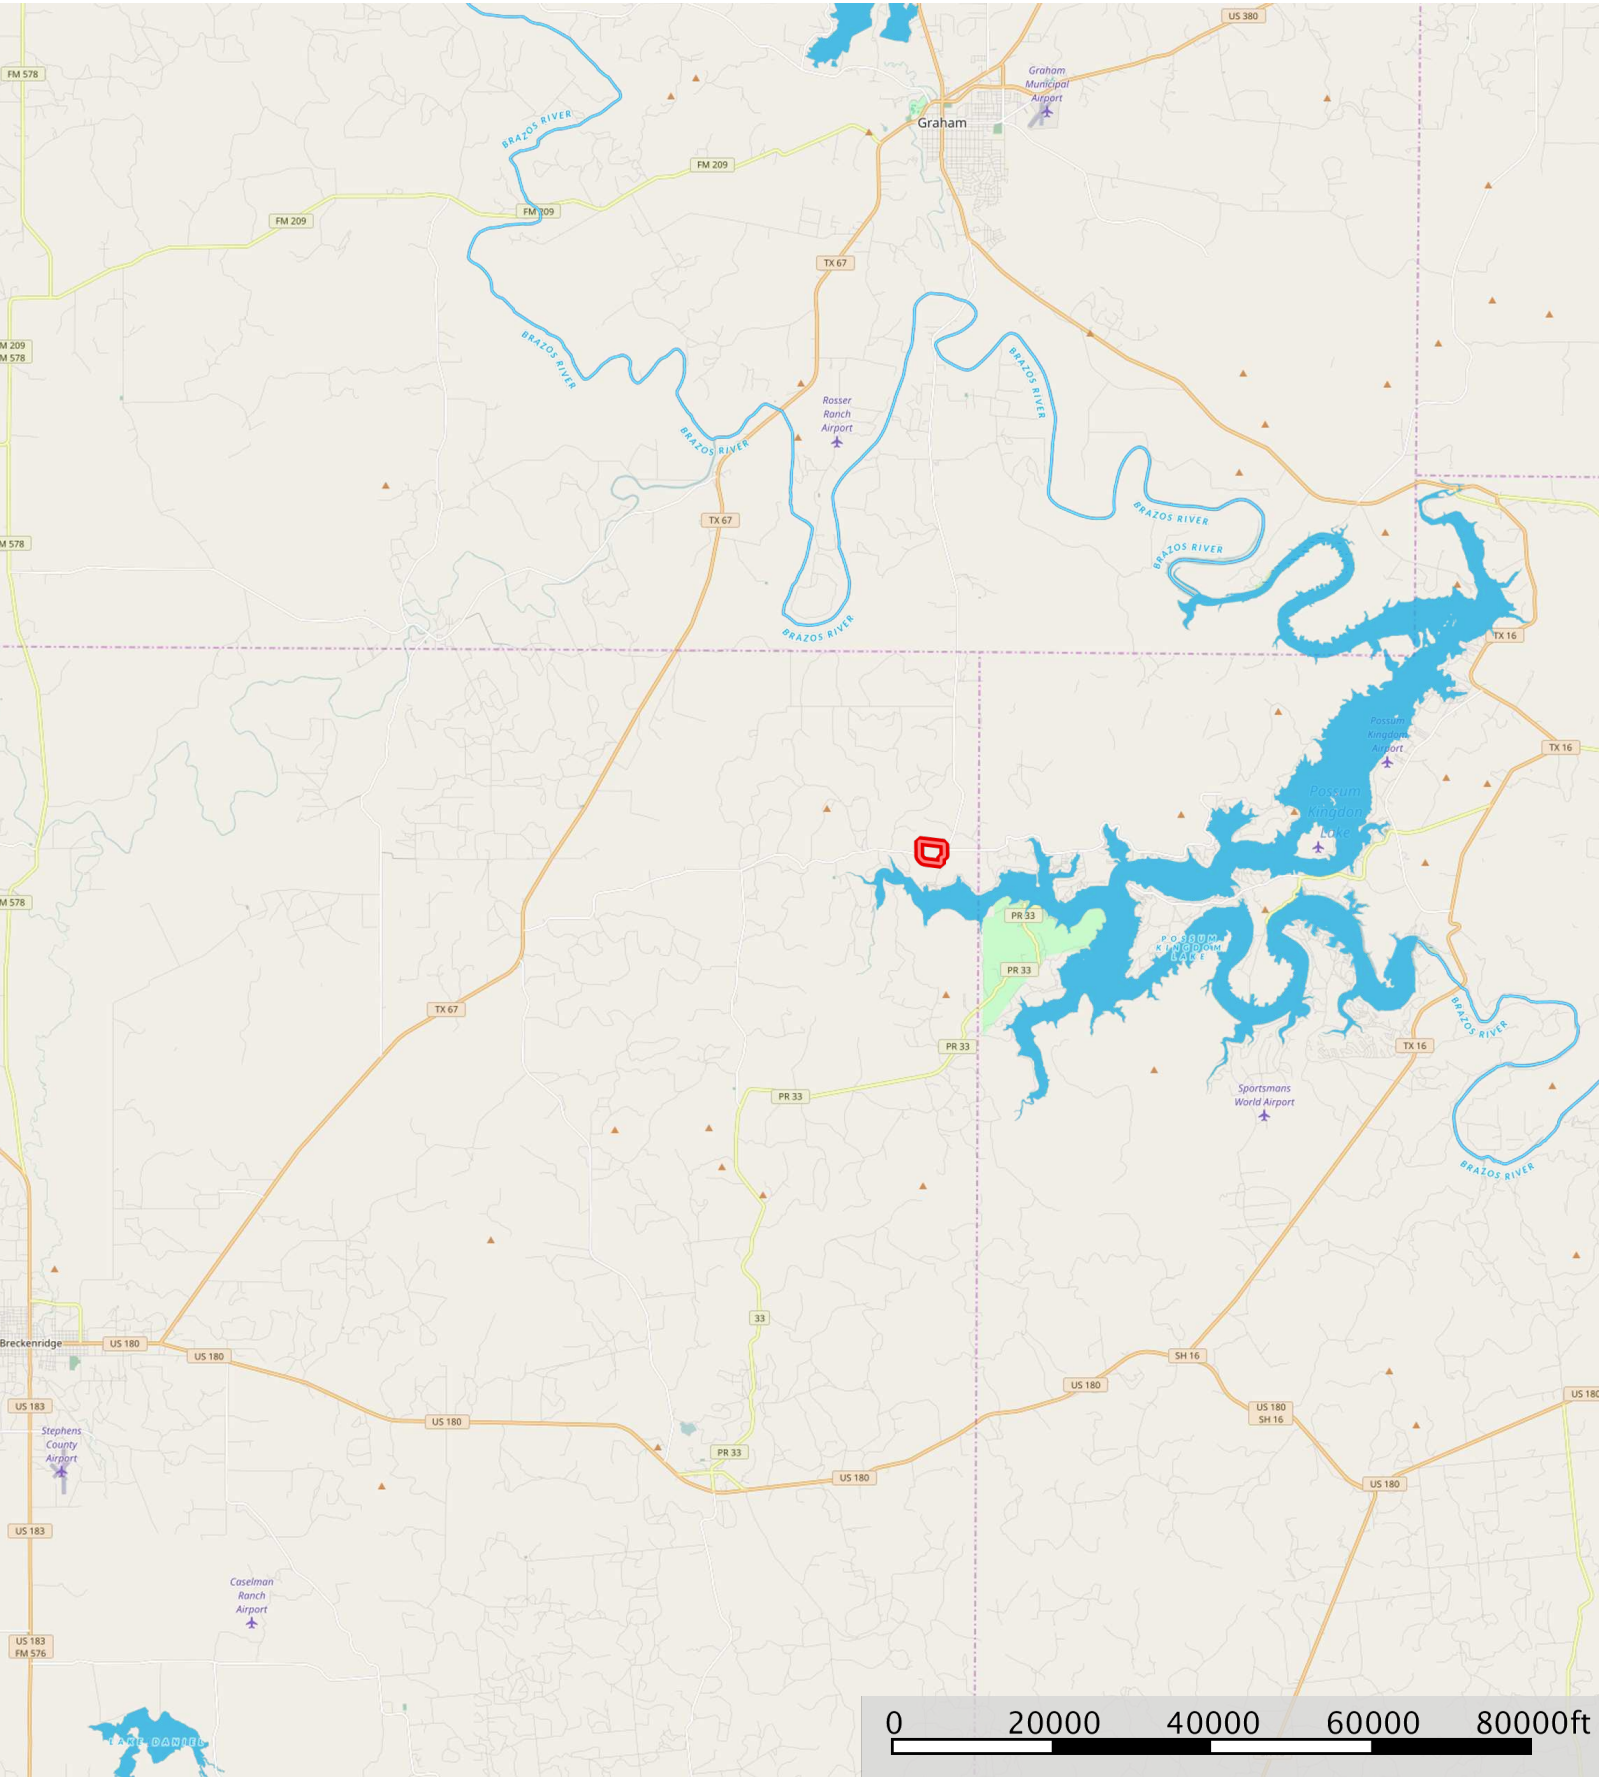 US 380
FM 578
Graham
Municipal
Airport
BRAZOS RIVER
Graham
FM 209
FM 209
FM 209
TX 67
M 209
M 578
BRAZOS RIVER
BRAZOS RIVER
Rosser
Ranch
Airport
BRAZOS RIVER
TX 67
BRAZOS RIVER
M 578
BRAZOS RIVER
BRAZOS RIVER
TX 16
Possum
Kingdom
Airport
TX 16
Possum
Kingdom
Lake
M 578
PR 33
POSSUM
KINGDOM
LAKE
PR 33
TX 67
BRAZOS RIVER
PR 33
TX 16
PR 33
Sportsmans
World Airport
BRAZOS RIVER
33
Breckenridge
US 180
US 180
SH 16
US 180
US 180
US 183
US 180
SH 16
US 180
Stephens
County
Airport
PR 33
US 180
US 180
US 183
Caselman
Ranch
Airport
US 183
FM 576
LAKE DANIEL
0 20000 40000 60000 80000ft